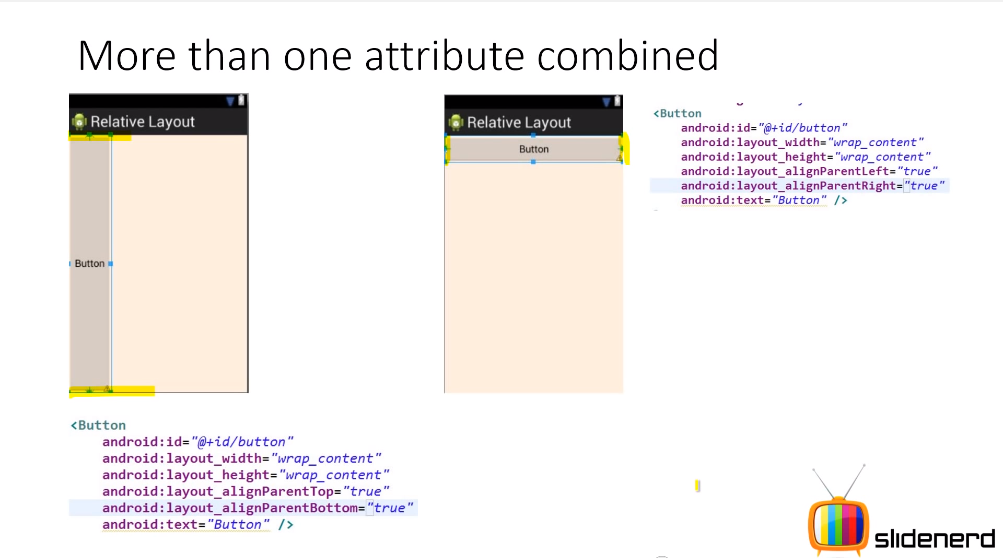 More than one attribute combined
Relative Layout
Button
<Button
android:id="@+id/button"
android:layout_width="wrap_content"
android:layout_height="wrap_content"
android:layout_alignParentTop="true"
android:layout_alignParentBottom="true"
android:text="Button" />
Relative Layout
Button
<Button
android:id="@+id/button"
android:layout_width="wrap_content"
android:layout_height="wrap_content"
android:layout_alignParentLeft="true"
android:layout_alignParentRight="true"
android:text="Button" />
slidenerd